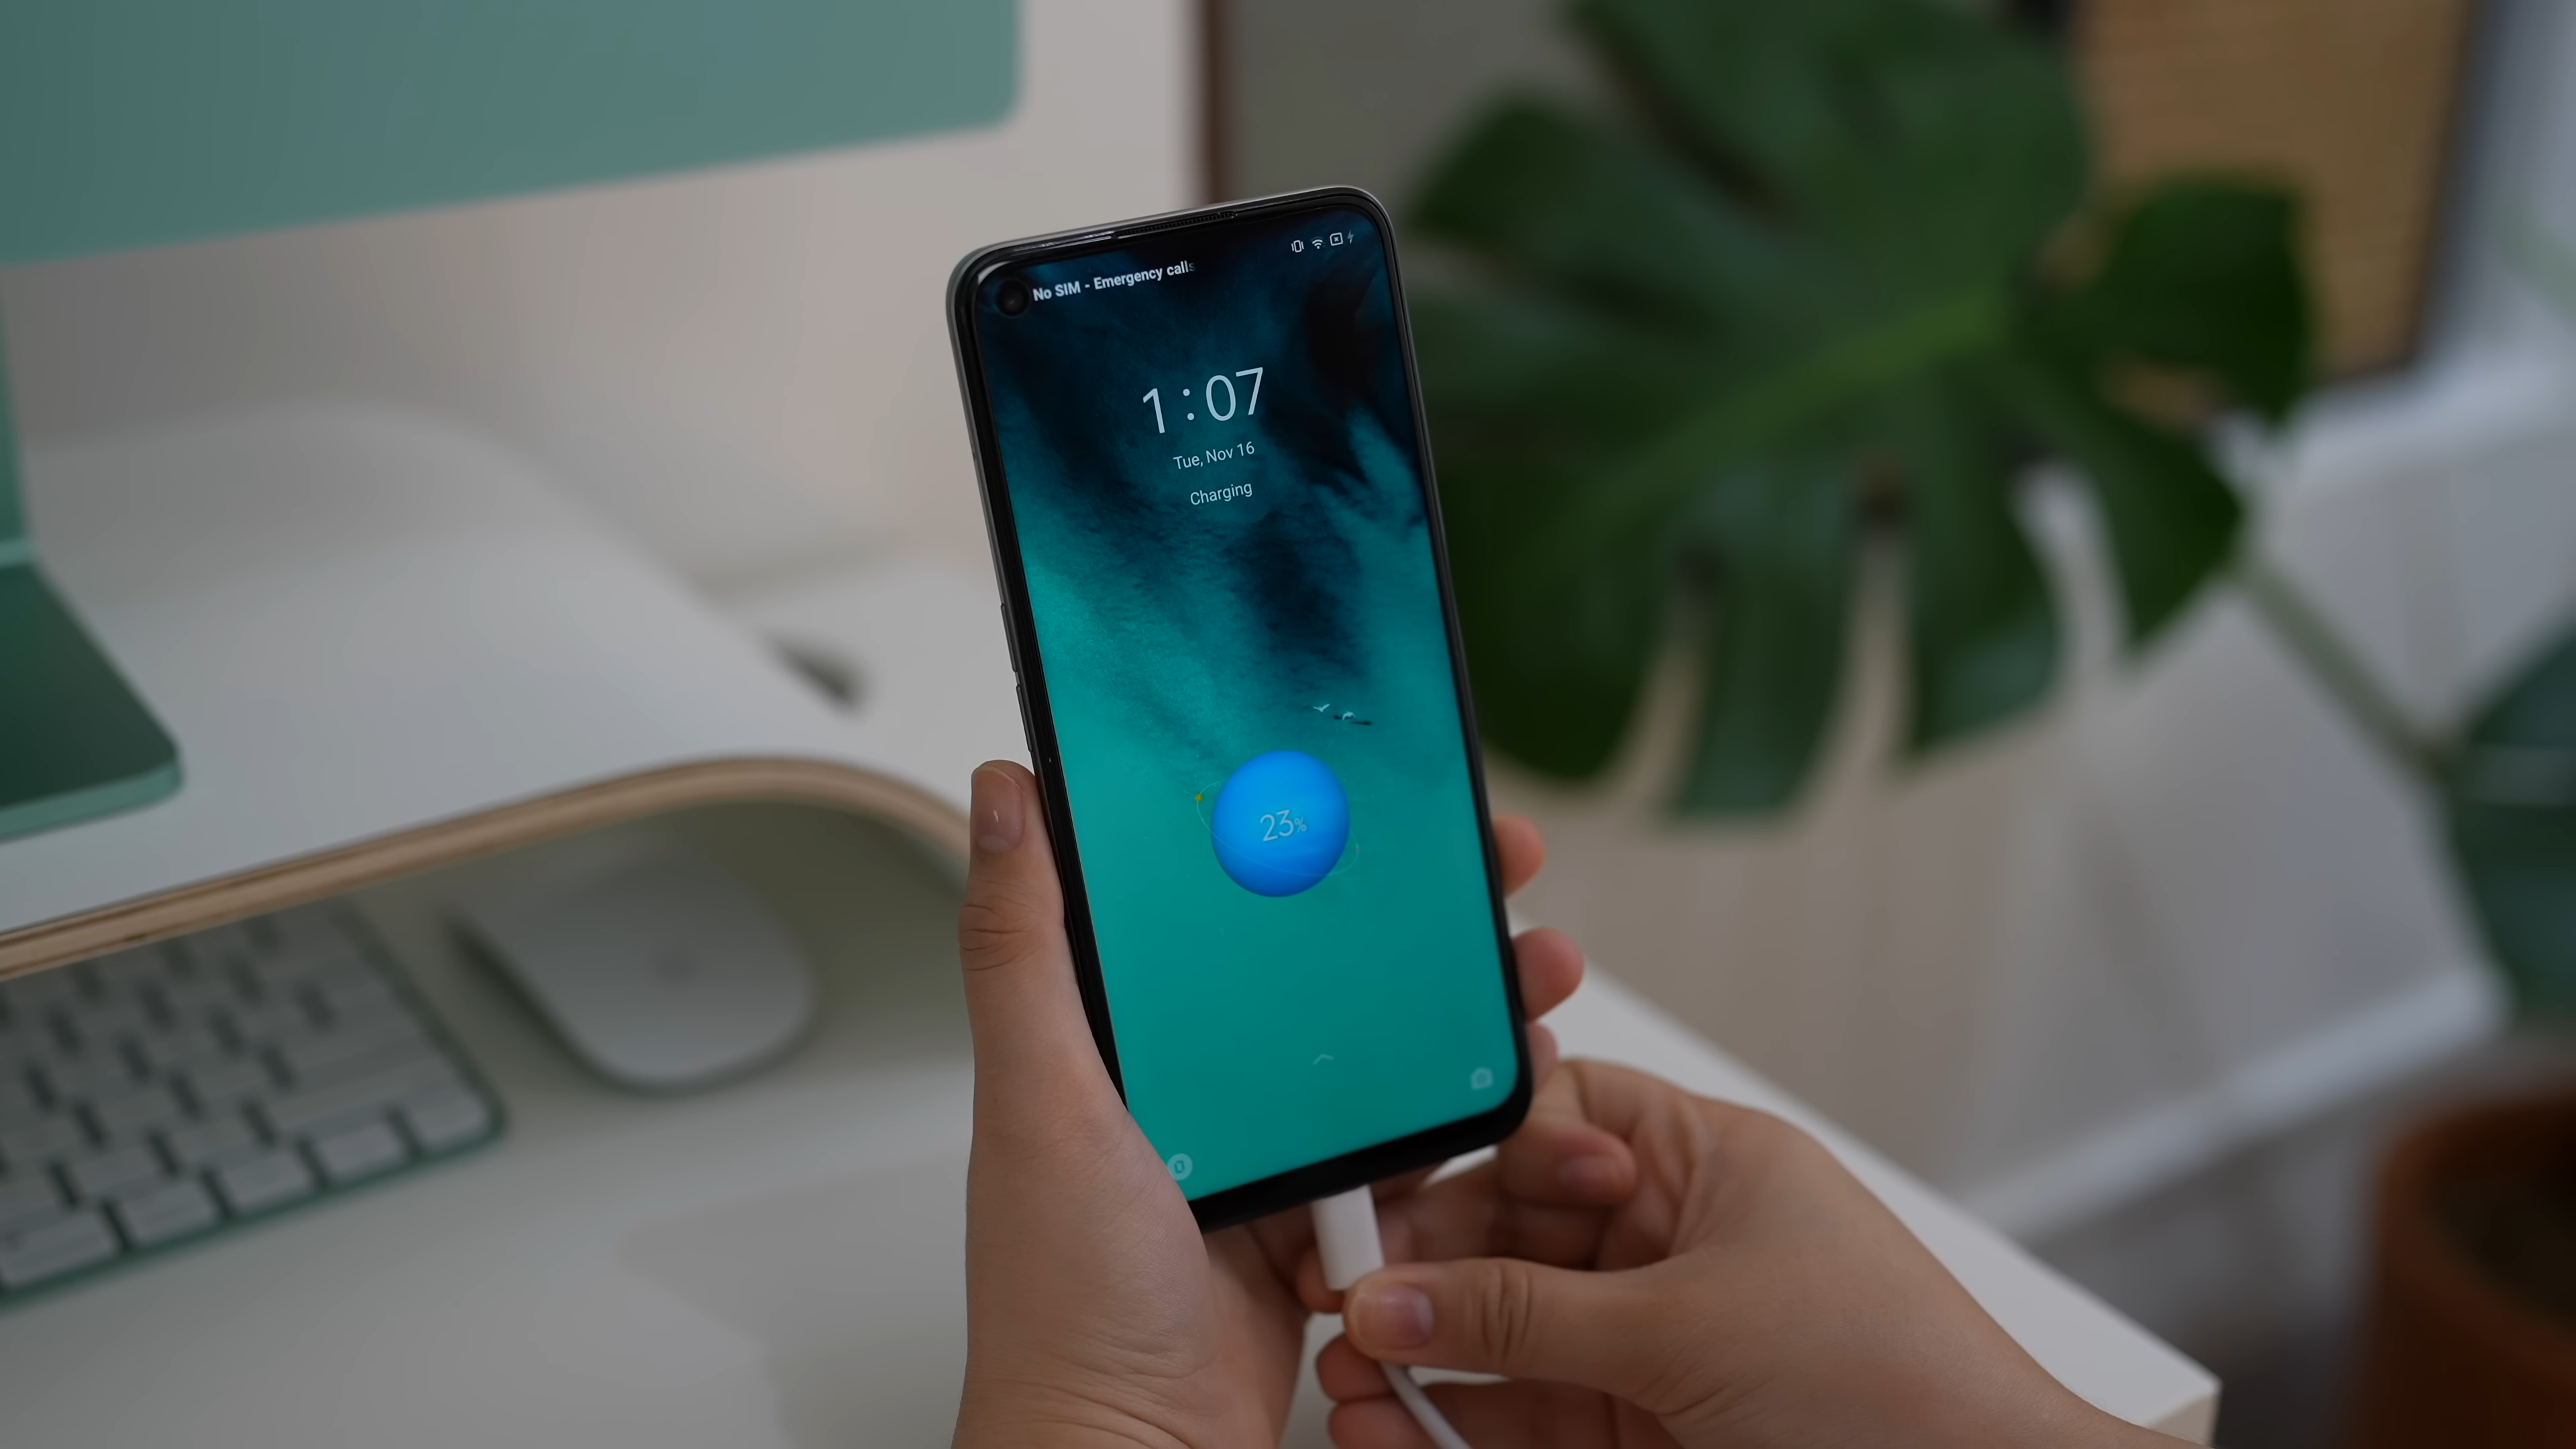 No SIM - Emergency calls
1:07
Tue, Nov 16
Charging
23%